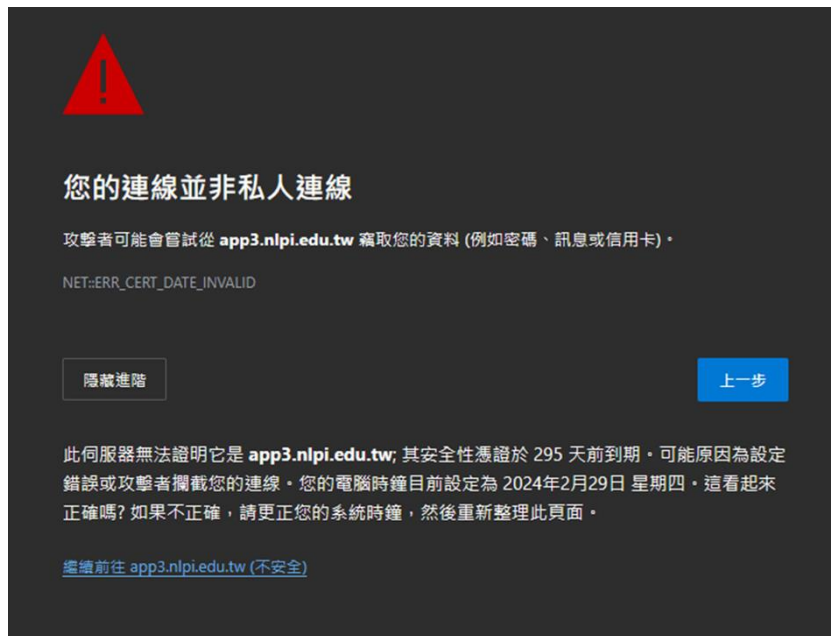 您的連線並非私人連線
攻擊者可能會嘗試從 app3.nlpi.edu.tw 竊取您的資料 (例如密碼、訊息或信用卡)。
NET::ERR_CERT_DATE_INVALID
隱藏進階
上一步
此伺服器無法證明它是 app3.nlpi.edu.tw; 其安全性憑證於 295 天前到期。可能原因為設定
錯誤或攻擊者攔截您的連線。您的電腦時鐘目前設定為 2024年2月29日 星期四。這看起來
正確嗎? 如果不正確，請更正您的系統時鐘，然後重新整理此頁面。
繼續前往 app3.nlpi.edu.tw (不安全)